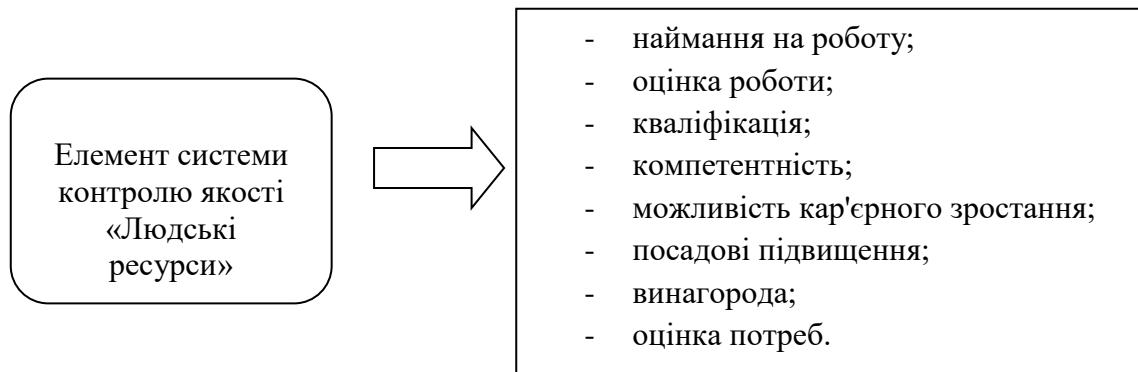 Елемент системи
контролю якості
«Людські
ресурси»
- наймання на роботу;
- оцінка роботи;
- кваліфікація;
- компетентність;
- можливість кар'єрного зростання;
- посадові підвищення;
- винагорода;
- оцінка потреб.